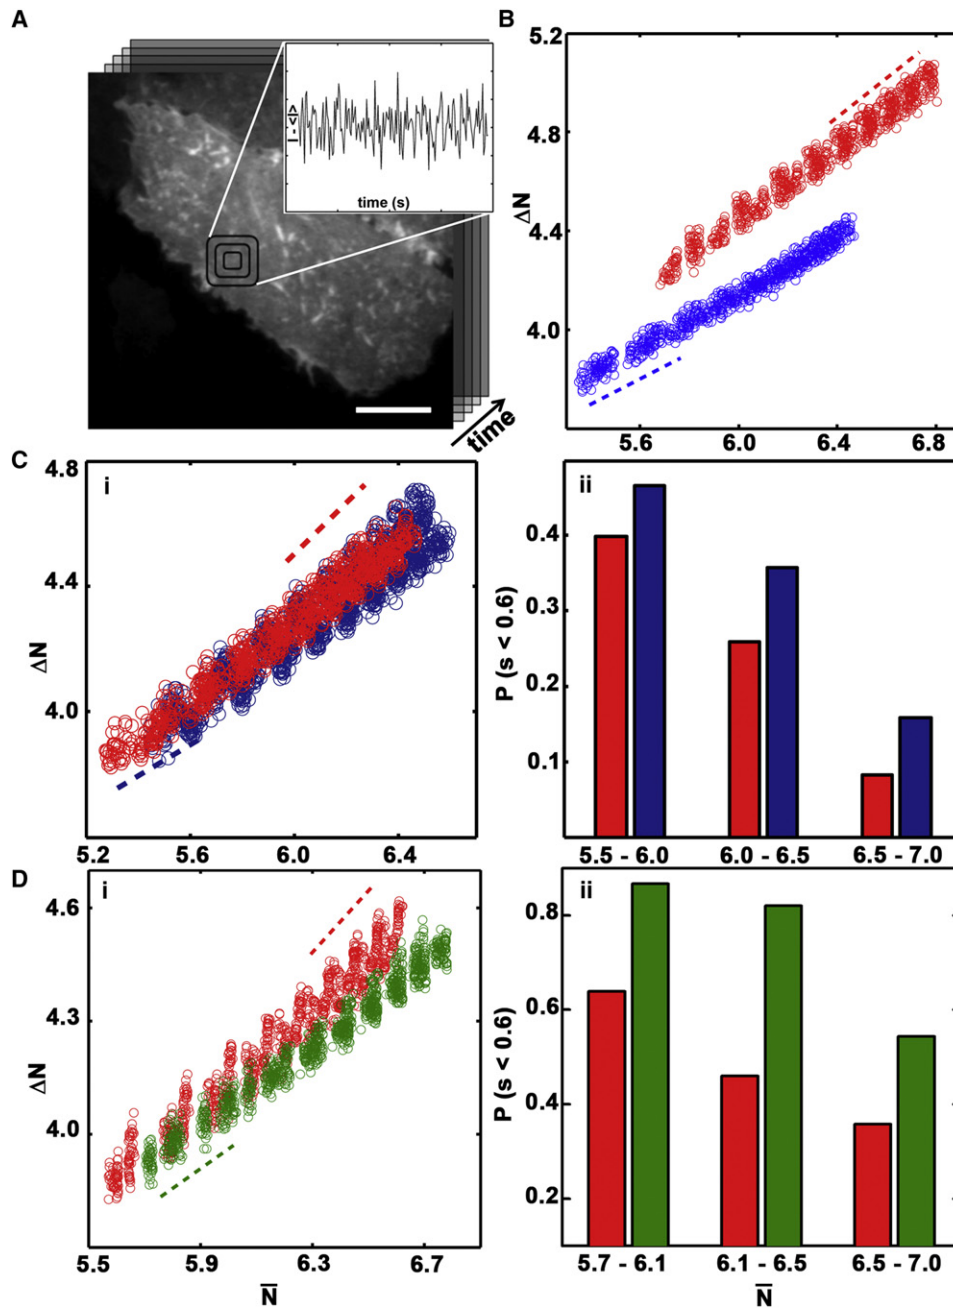 A
I - <I>
time (s)
time
B
5.2
4.8
4.4
4.0
ΔN
5.6 6.0 6.4 6.8
C
i
4.8
4.4
4.0
ΔN
5.2 5.6 6.0 6.4
ii
0.4
0.3
0.2
0.1
P (s < 0.6)
5.5 - 6.0 6.0 - 6.5 6.5 - 7.0
D
i
4.6
4.3
4.0
ΔN
5.5 5.9 6.3 6.7
N̅
ii
0.8
0.6
0.4
0.2
P (s < 0.6)
5.7 - 6.1 6.1 - 6.5 6.5 - 7.0
N̅